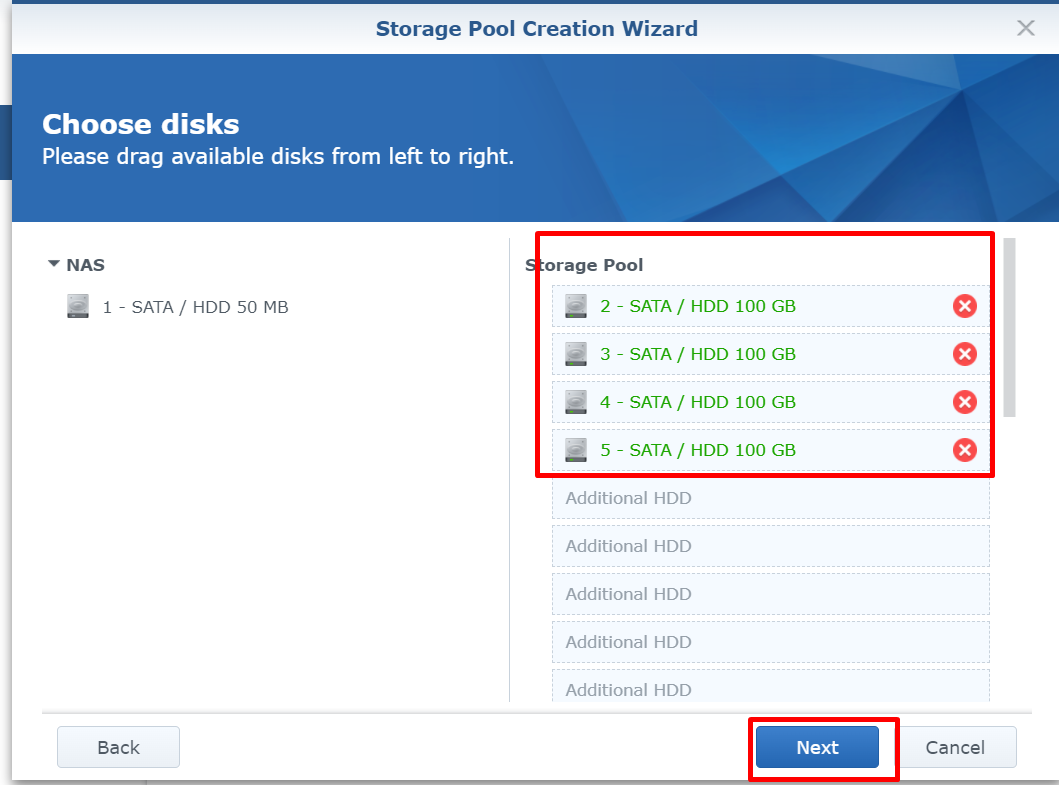 Storage Pool Creation Wizard
Choose disks
Please drag available disks from left to right.
NAS
1 - SATA / HDD 50 MB
Storage Pool
2 - SATA / HDD 100 GB
3 - SATA / HDD 100 GB
4 - SATA / HDD 100 GB
5 - SATA / HDD 100 GB
Additional HDD
Additional HDD
Additional HDD
Additional HDD
Additional HDD
Back
Next
Cancel